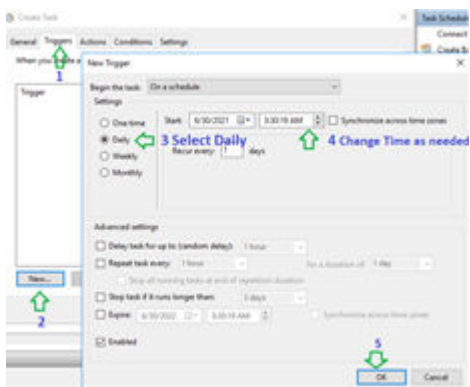 Create Task
Task Schedul
Connect
General Triggers Actions Conditions Settings
Create B
1
When you create a
New Trigger
Trigger
Begin the task: On a schedule
Settings
One time
Start: 6/30/2021 3:30:19 AM Synchronize across time zones
Daily
3 Select Daily
4 Change Time as needed
Recur every: 1 days
Weekly
Monthly
Advanced settings
Delay task for up to (random delay): 1 hour
Repeat task every: 1 hour for a duration of: 1 day
Stop all running tasks at end of repetition duration
New...
Stop task if it runs longer than: 3 days
2
Expire: 6/30/2022 3:30:19 AM Synchronize across time zones
Enabled
5
OK Cancel